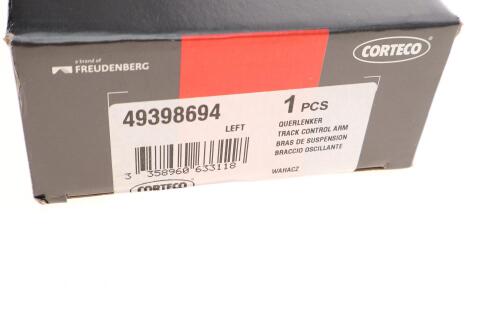 a brand of
FREUDENBERG
CORTECO
49398694
LEFT
1 PCS
QUERLENKER
TRACK CONTROL ARM
BRAS DE SUSPENSION
BRACCIO OSCILLANTE
WAHACZ
3 358960 633118
CORTECO